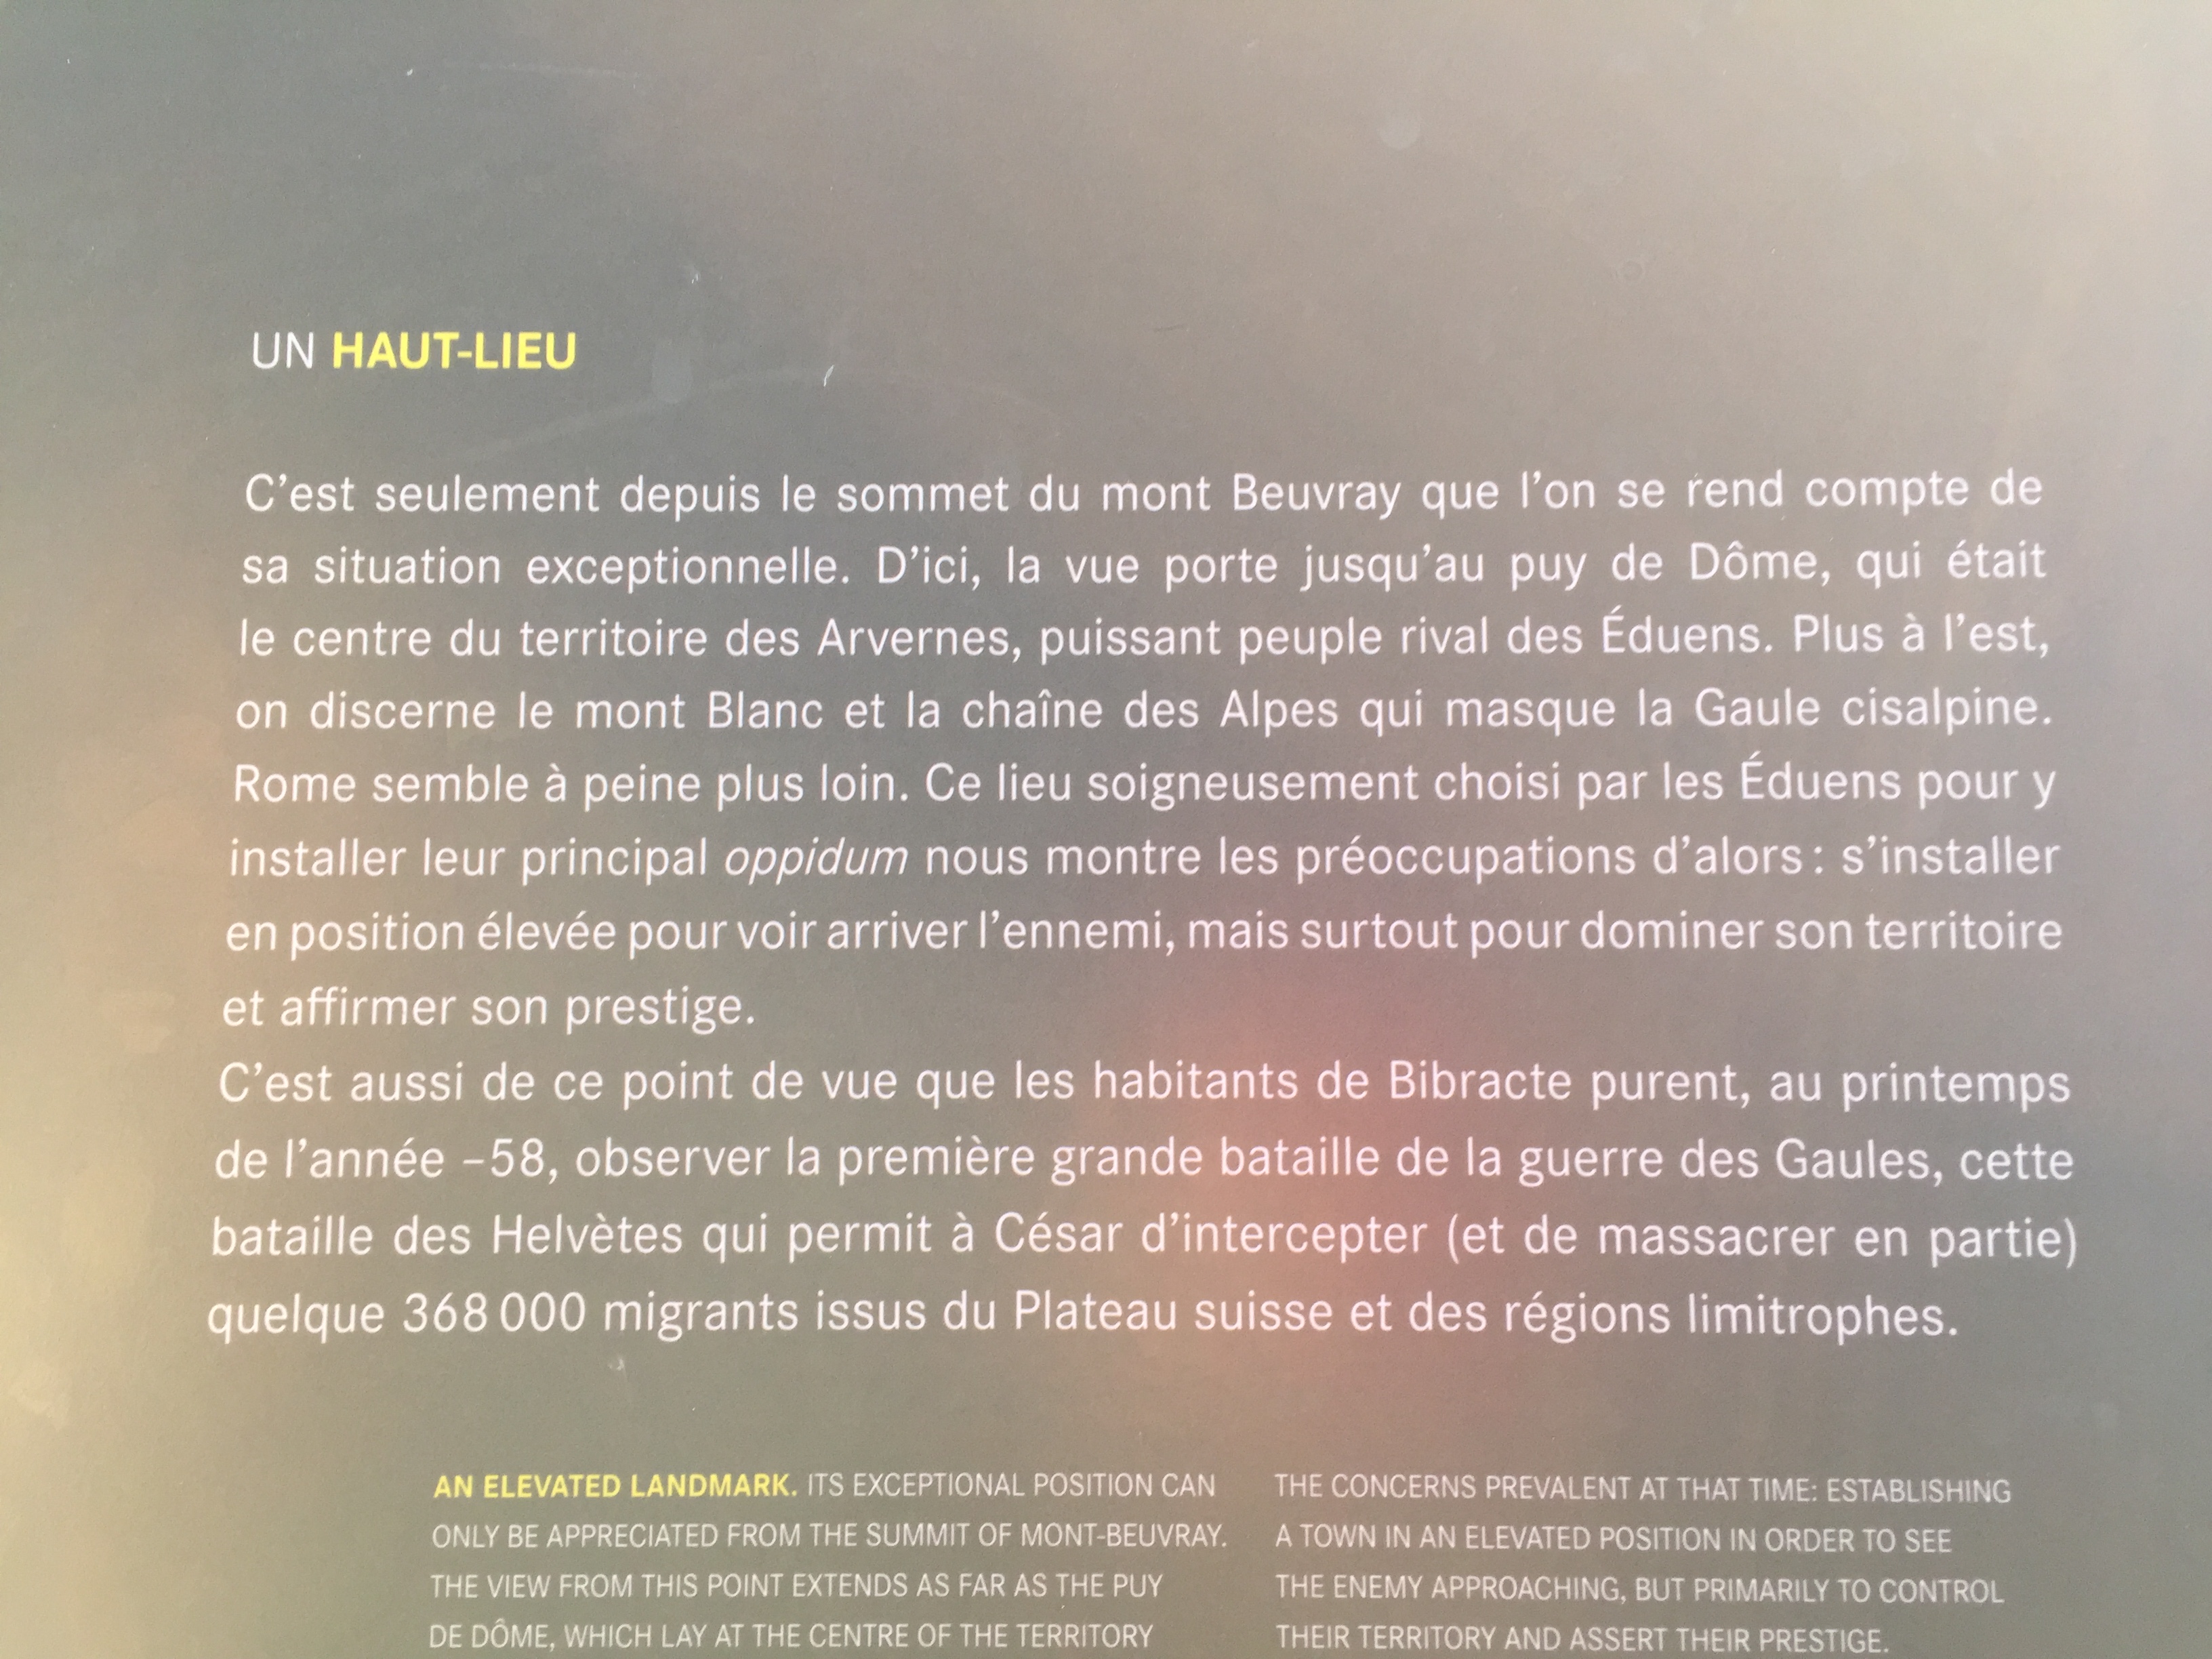 UN HAUT-LIEU
C’est seulement depuis le sommet du mont Beuvray que l’on se rend compte de
sa situation exceptionnelle. D’ici, la vue porte jusqu’au puy de Dôme, qui était
le centre du territoire des Arvernes, puissant peuple rival des Éduens. Plus à l’est,
on discerne le mont Blanc et la chaîne des Alpes qui masque la Gaule cisalpine.
Rome semble à peine plus loin. Ce lieu soigneusement choisi par les Éduens pour y
installer leur principal oppidum nous montre les préoccupations d’alors : s’installer
en position élevée pour voir arriver l’ennemi, mais surtout pour dominer son territoire
et affirmer son prestige.
C’est aussi de ce point de vue que les habitants de Bibracte purent, au printemps
de l’année –58, observer la première grande bataille de la guerre des Gaules, cette
bataille des Helvètes qui permit à César d’intercepter (et de massacrer en partie)
quelque 368 000 migrants issus du Plateau suisse et des régions limitrophes.
AN ELEVATED LANDMARK. ITS EXCEPTIONAL POSITION CAN
ONLY BE APPRECIATED FROM THE SUMMIT OF MONT-BEUVRAY.
THE VIEW FROM THIS POINT EXTENDS AS FAR AS THE PUY
DE DÔME, WHICH LAY AT THE CENTRE OF THE TERRITORY
THE CONCERNS PREVALENT AT THAT TIME: ESTABLISHING
A TOWN IN AN ELEVATED POSITION IN ORDER TO SEE
THE ENEMY APPROACHING, BUT PRIMARILY TO CONTROL
THEIR TERRITORY AND ASSERT THEIR PRESTIGE.